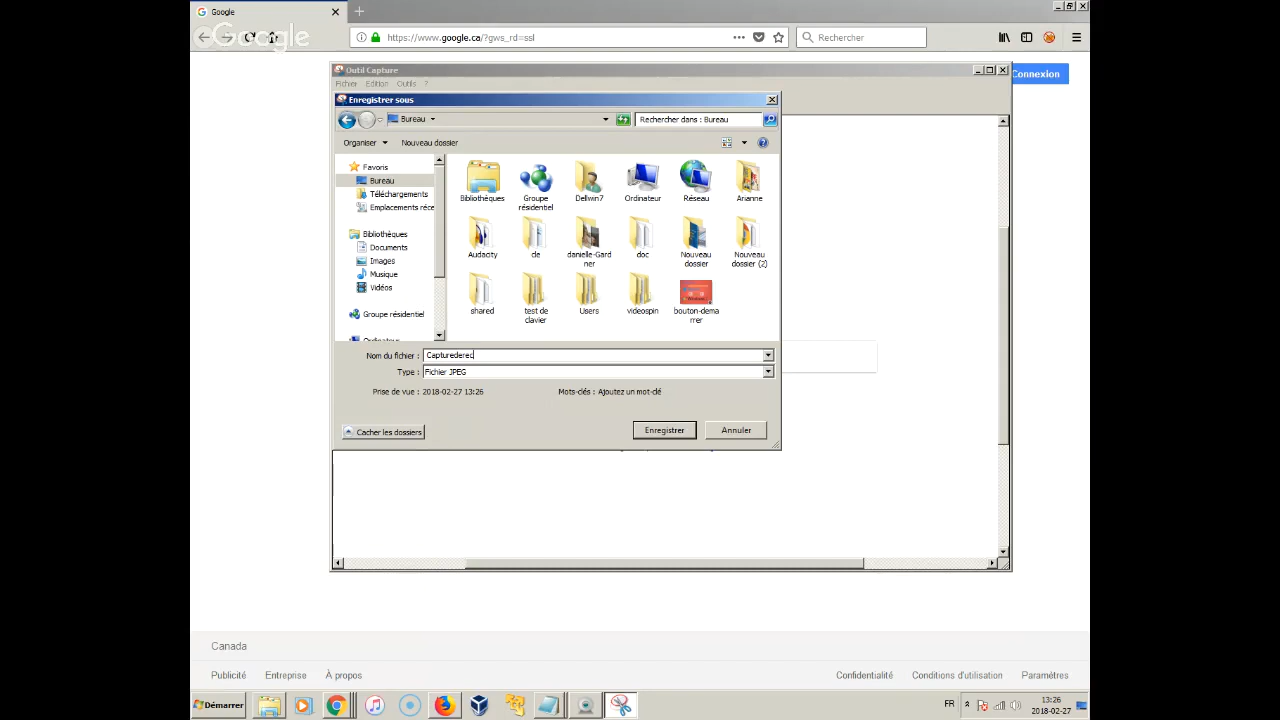 Google
Google
https://www.google.ca/?gws_rd=ssl
Rechercher
Connexion
Outil Capture
Fichier Edition Outils ?
Enregistrer sous
Bureau
Rechercher dans : Bureau
Organiser
Nouveau dossier
Favoris
Bureau
Téléchargements
Emplacements réce
Bibliothèques
Documents
Images
Musique
Vidéos
Groupe résidentiel
Ordinateur
Bibliothèques
Groupe résidentiel
Dellwin7
Ordinateur
Réseau
Arianne
Audacity
de
danielle-Gardner
doc
Nouveau dossier
Nouveau dossier (2)
shared
test de clavier
Users
videospin
bouton-demarrer
Nom du fichier : Capturederec
Type : Fichier JPEG
Prise de vue : 2018-02-27 13:26
Mots-clés : Ajoutez un mot-clé
Cacher les dossiers
Enregistrer
Annuler
Canada
Publicité Entreprise À propos
Confidentialité Conditions d'utilisation Paramètres
Démarrer
FR
13:26
2018-02-27